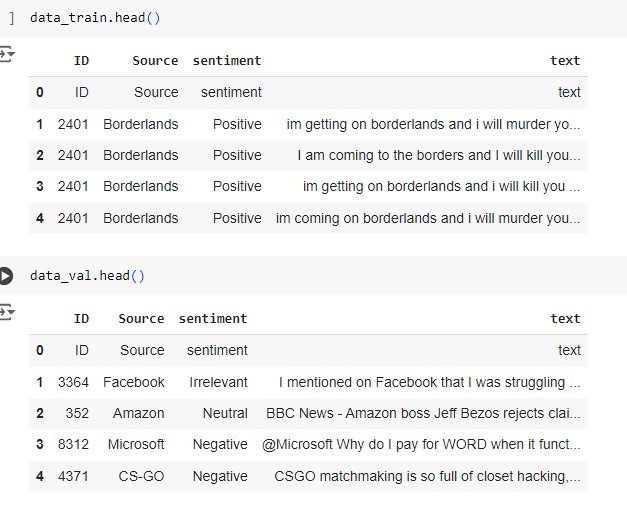 ] data_train.head()
ID Source sentiment text
0 ID Source sentiment text
1 2401 Borderlands Positive im getting on borderlands and i will murder yo...
2 2401 Borderlands Positive I am coming to the borders and I will kill you...
3 2401 Borderlands Positive im getting on borderlands and i will kill you ...
4 2401 Borderlands Positive im coming on borderlands and i will murder you...
data_val.head()
ID Source sentiment text
0 ID Source sentiment text
1 3364 Facebook Irrelevant I mentioned on Facebook that I was struggling ...
2 352 Amazon Neutral BBC News - Amazon boss Jeff Bezos rejects clai...
3 8312 Microsoft Negative @Microsoft Why do I pay for WORD when it funct...
4 4371 CS-GO Negative CSGO matchmaking is so full of closet hacking,...